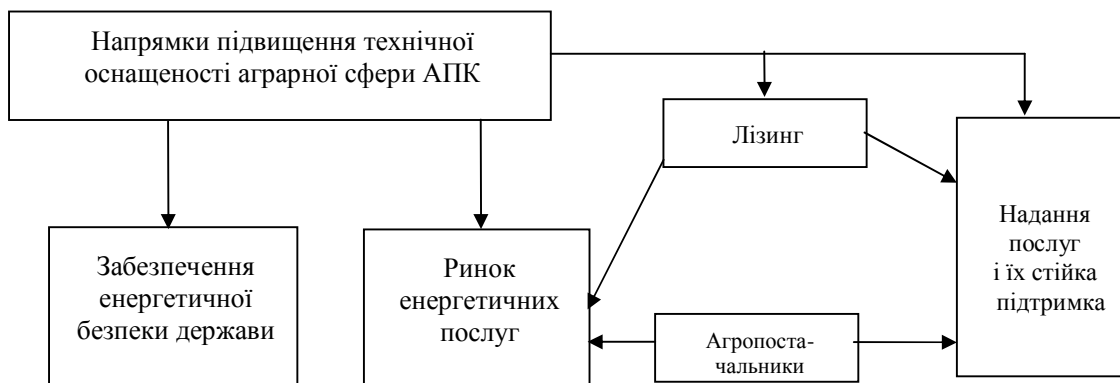 Напрямки підвищення технічної
оснащеності аграрної сфери АПК
Лізинг
Забезпечення
енергетичної
безпеки держави
Ринок
енергетичних
послуг
Агропоста-
чальники
Надання
послуг
і їх стійка
підтримка